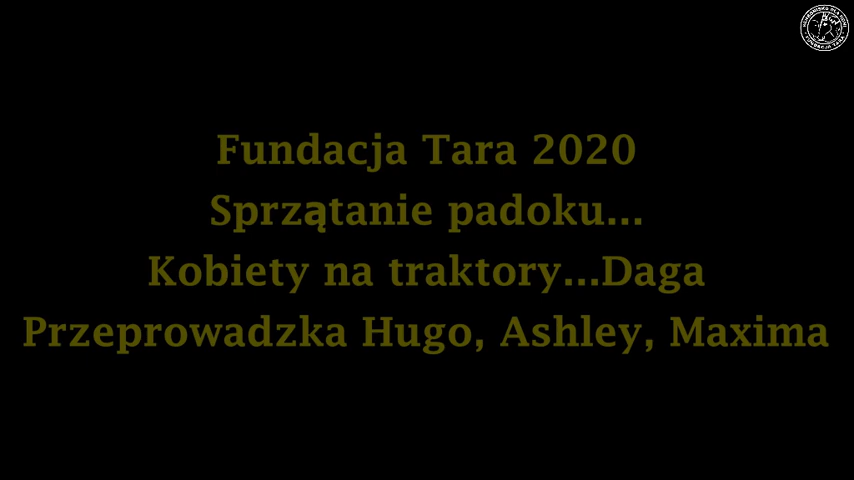 Fundacja Tara 2020
Sprzątanie padoku...
Kobiety na traktory...Daga
Przeprowadzka Hugo, Ashley, Maxima